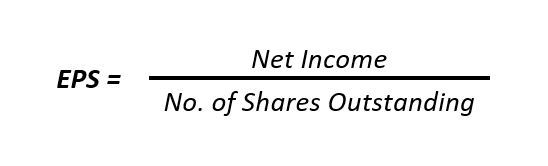 Net Income
EPS =
No. of Shares Outstanding